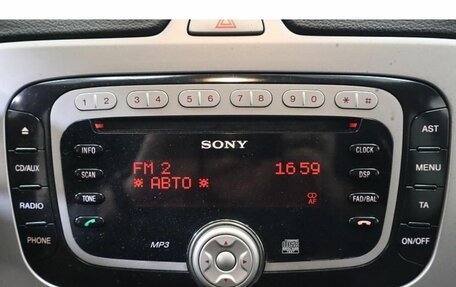 1 2 3 4 5 6 7 8 9 0 * #
SONY
INFO
SCAN
TONE
FM 2 16 59
※ АВТО ※
CD
AF
MP3
CLOCK
DSP
FAD/BAL
CD/AUX
RADIO
PHONE
AST
MENU
TA
ON/OFF